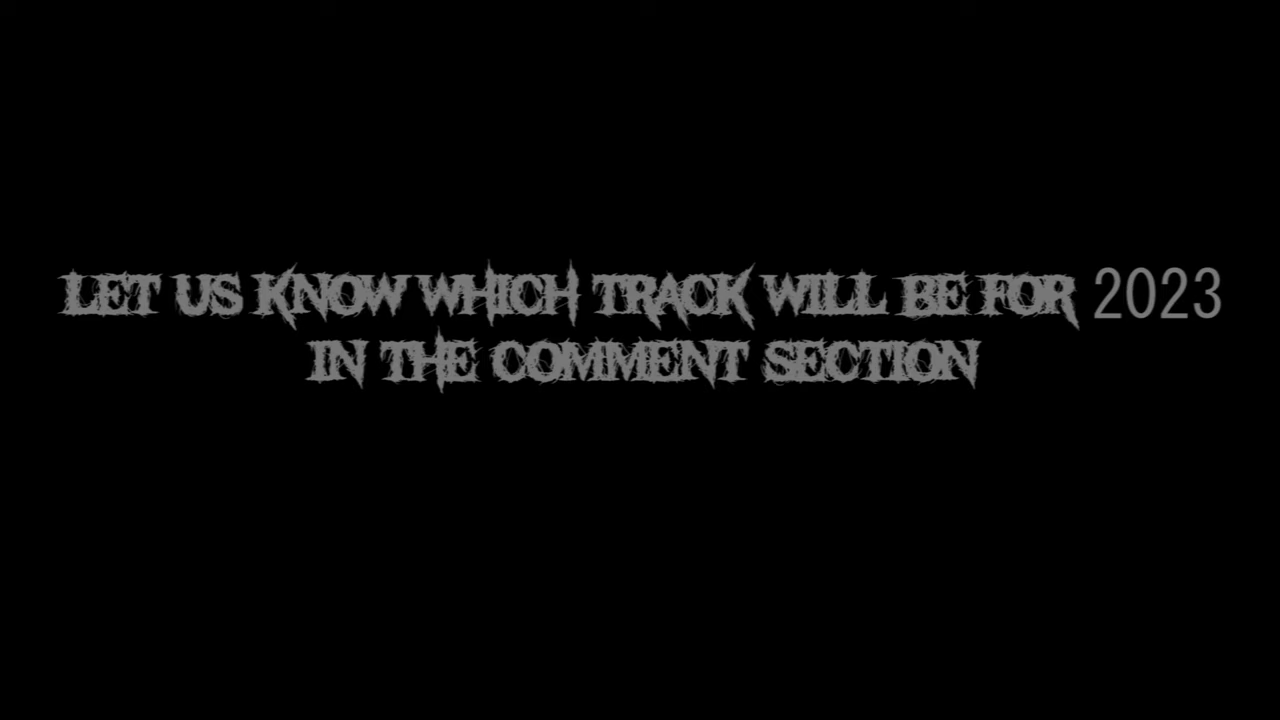 LET US KNOW WHICH TRACK WILL BE FOR 2023
IN THE COMMENT SECTION